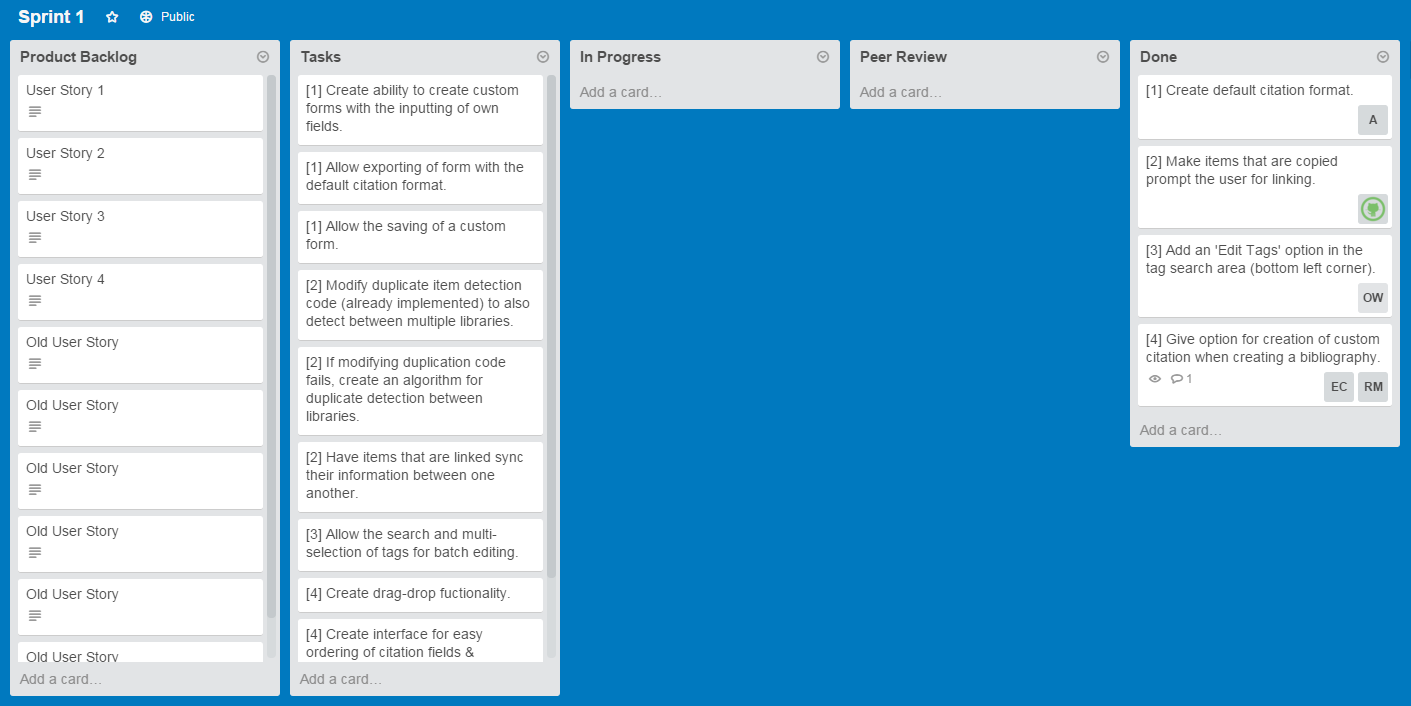 Sprint 1
Public
Product Backlog
User Story 1
User Story 2
User Story 3
User Story 4
Old User Story
Old User Story
Old User Story
Old User Story
Old User Story
Old User Story
Add a card…
Tasks
[1] Create ability to create custom
forms with the inputting of own
fields.
[1] Allow exporting of form with the
default citation format.
[1] Allow the saving of a custom
form.
[2] Modify duplicate item detection
code (already implemented) to also
detect between multiple libraries.
[2] If modifying duplication code
fails, create an algorithm for
duplicate detection between
libraries.
[2] Have items that are linked sync
their information between one
another.
[3] Allow the search and multi-
selection of tags for batch editing.
[4] Create drag-drop fuctionality.
[4] Create interface for easy
ordering of citation fields &
Add a card…
In Progress
Add a card…
Peer Review
Add a card…
Done
[1] Create default citation format.
A
[2] Make items that are copied
prompt the user for linking.
[3] Add an 'Edit Tags' option in the
tag search area (bottom left corner).
OW
[4] Give option for creation of custom
citation when creating a bibliography.
1
EC RM
Add a card…